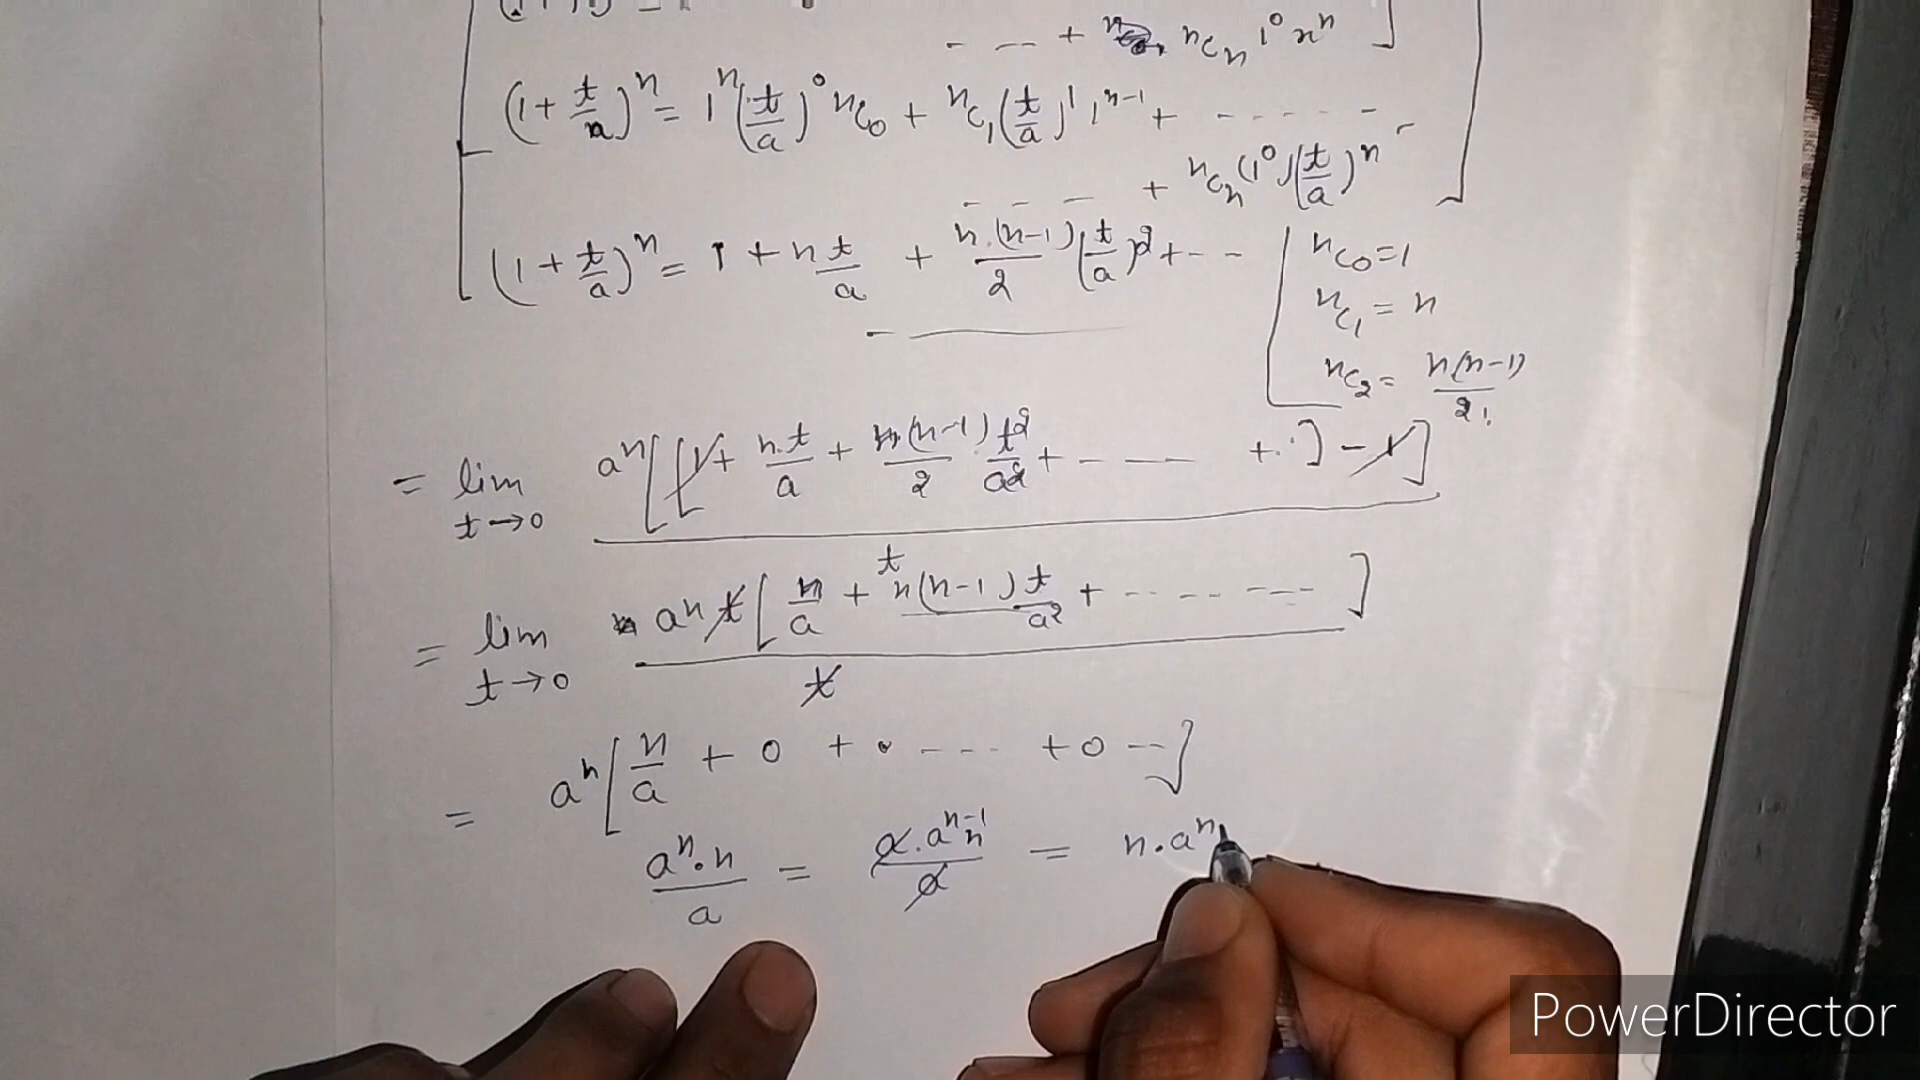 - — + nCn 1⁰ xⁿ ]
(1 + t/a)ⁿ = 1ⁿ (t/a)⁰ nC₀ + nC₁ (t/a)¹ 1ⁿ⁻¹ + - - - - -
- - - + nCn (1⁰) (t/a)ⁿ
(1 + t/a)ⁿ = 1 + n t/a + n.(n-1)/2 (t/a)² + - -
nC₀ = 1
nC₁ = n
nC₂ = n(n-1)/2!
= lim t→0 aⁿ [ [ 1 + n.t/a + n(n-1)/2 . t²/a² + - — — + . ] - 1 ] / t
= lim t→0 aⁿ t [ n/a + n(n-1) t/a² + - - - - - - ] / t
= aⁿ [ n/a + 0 + 0 - - - + 0 -- ]
aⁿ.n/a = a.aⁿ⁻¹ n/a = n.aⁿ
PowerDirector